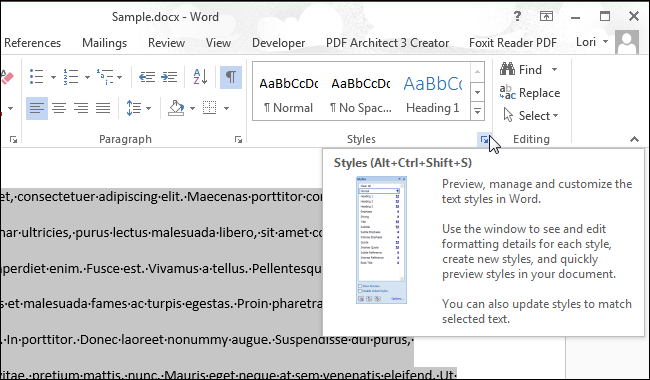 Sample.docx - Word
References Mailings Review View Developer PDF Architect 3 Creator Foxit Reader PDF Lori
AaBbCcDc AaBbCcDc AaBbCc
¶ Normal ¶ No Spac... Heading 1
Find
Replace
Select
Paragraph Styles Editing
Styles (Alt+Ctrl+Shift+S)
Preview, manage and customize the
text styles in Word.
Use the window to see and edit
formatting details for each style,
create new styles, and quickly
preview styles in your document.
You can also update styles to match
selected text.
et,·consectetuer·adipiscing·elit.·Maecenas·porttitor·con
nar·ultricies,·purus·lectus·malesuada·libero,·sit·amet·co
mperdiet·enim.·Fusce·est.·Vivamus·a·tellus.·Pellentesqu
s·et·malesuada·fames·ac·turpis·egestas.·Proin·pharetra
.·In·porttitor.·Donec·laoreet·nonummy·augue.·Suspendisse·dui·purus,·
vitae,·pretium·mattis,·nunc.·Mauris·eget·neque·at·sem·venenatis·eleifend.·Ut·